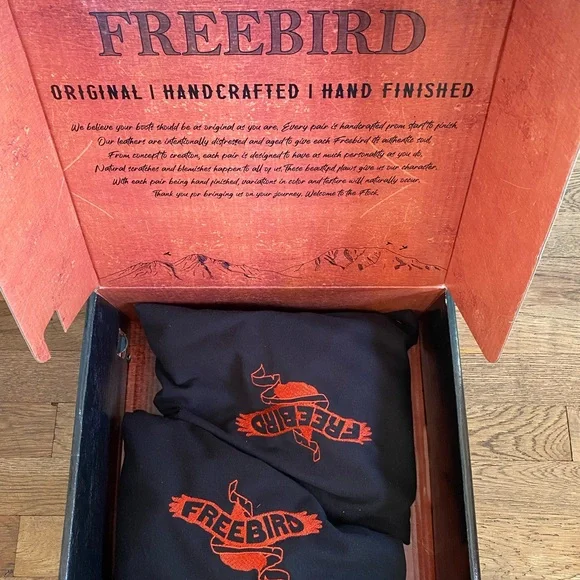 FREEBIRD
ORIGINAL | HANDCRAFTED | HAND FINISHED
We believe your boots should be as original as you are. Every pair is handcrafted from start to finish.
Our leathers are intentionally distressed and aged to give each Freebird its authentic soul.
From concept to creation, each pair is designed to have as much personality as you do.
Natural scratches and blemishes happen to all of us. These beautiful flaws give us our character.
With each pair being hand finished, variations in color and texture will naturally occur.
Thank you for bringing us on your journey. Welcome to the Flock.
FREEBIRD
FREEBIRD